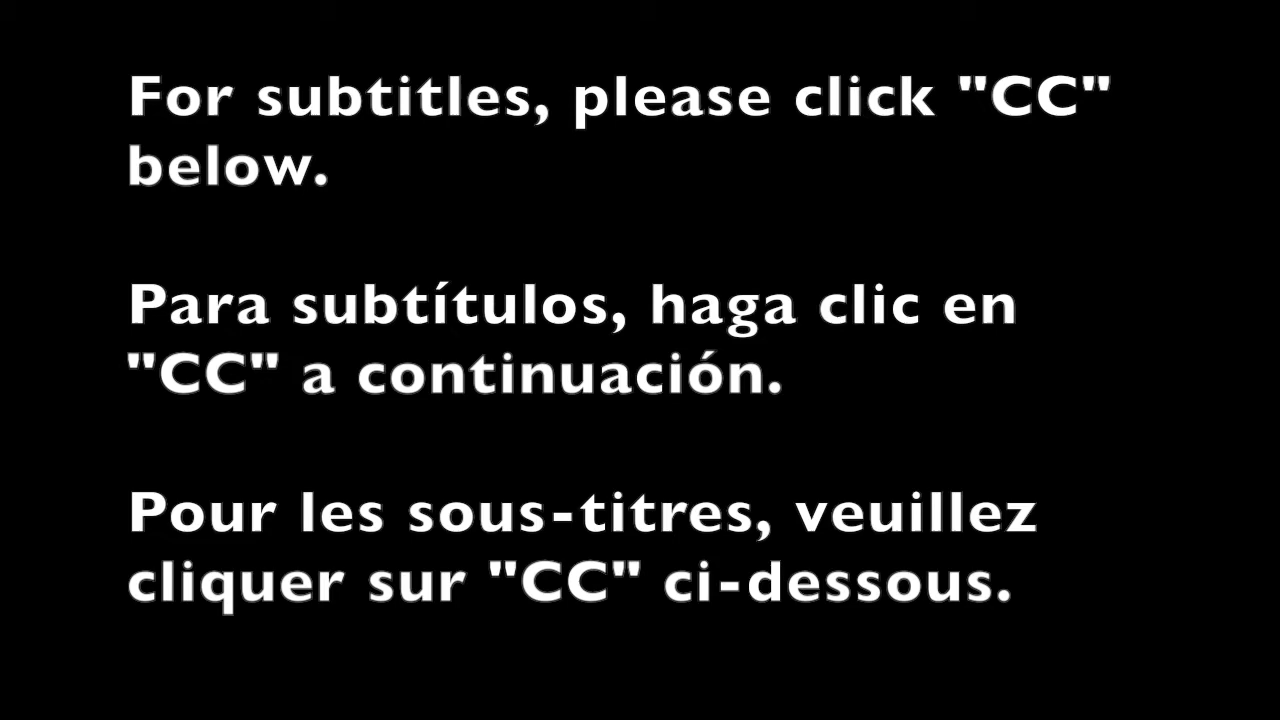 For subtitles, please click "CC"
below.
Para subtítulos, haga clic en
"CC" a continuación.
Pour les sous-titres, veuillez
cliquer sur "CC" ci-dessous.